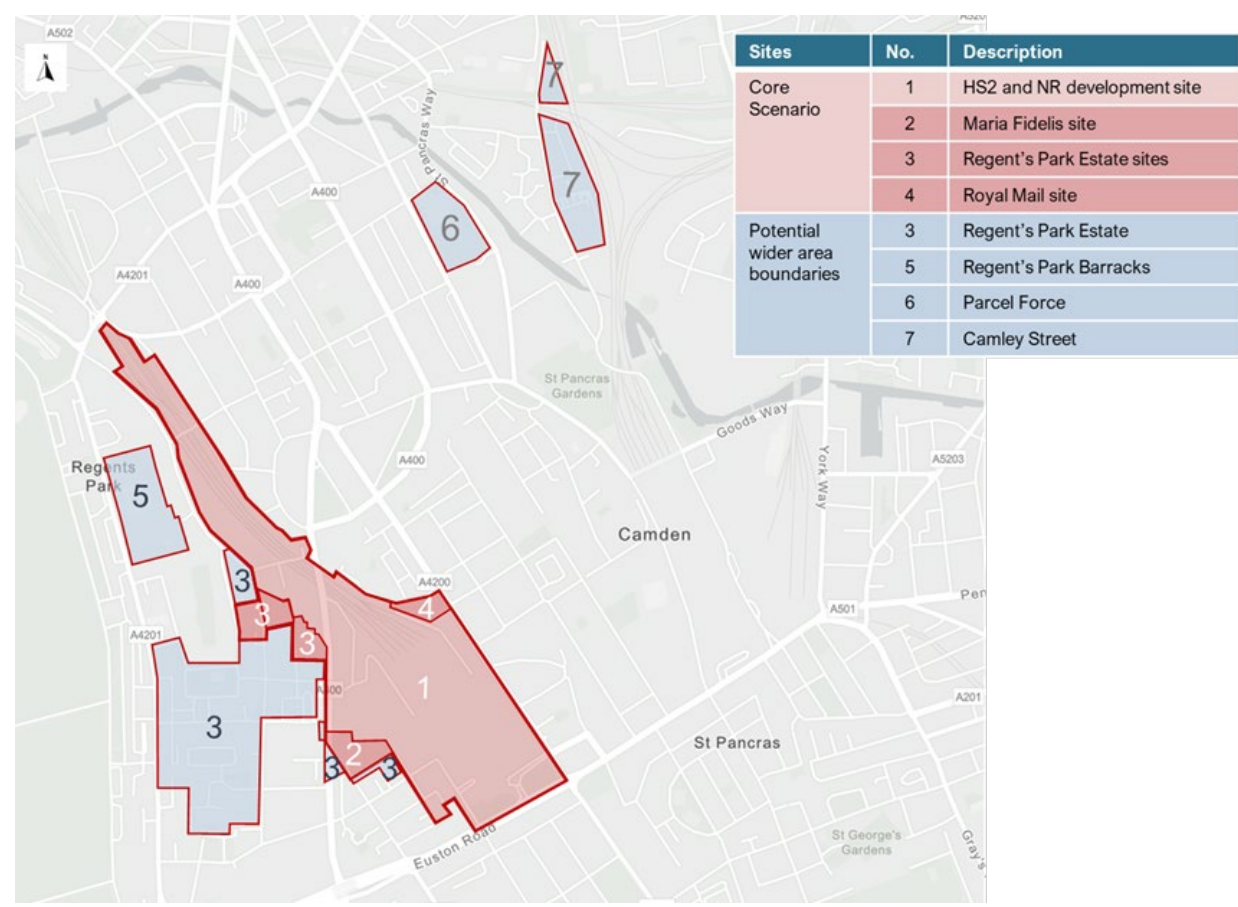 A502
A520
N
Sites No. Description
Core Scenario
1 HS2 and NR development site
2 Maria Fidelis site
3 Regent's Park Estate sites
4 Royal Mail site
Potential wider area boundaries
3 Regent's Park Estate
5 Regent's Park Barracks
6 Parcel Force
7 Camley Street
7
St Pancras Way
A400
7
6
A4201
A400
St Pancras
Gardens
Goods Way
A400
York Way
A5203
Regents
Park
5
Camden
3
A4200
3
4
A501
A4201
3
1
A400
A201
3
St Pancras
2
3
3
Euston Road
St George's
Gardens